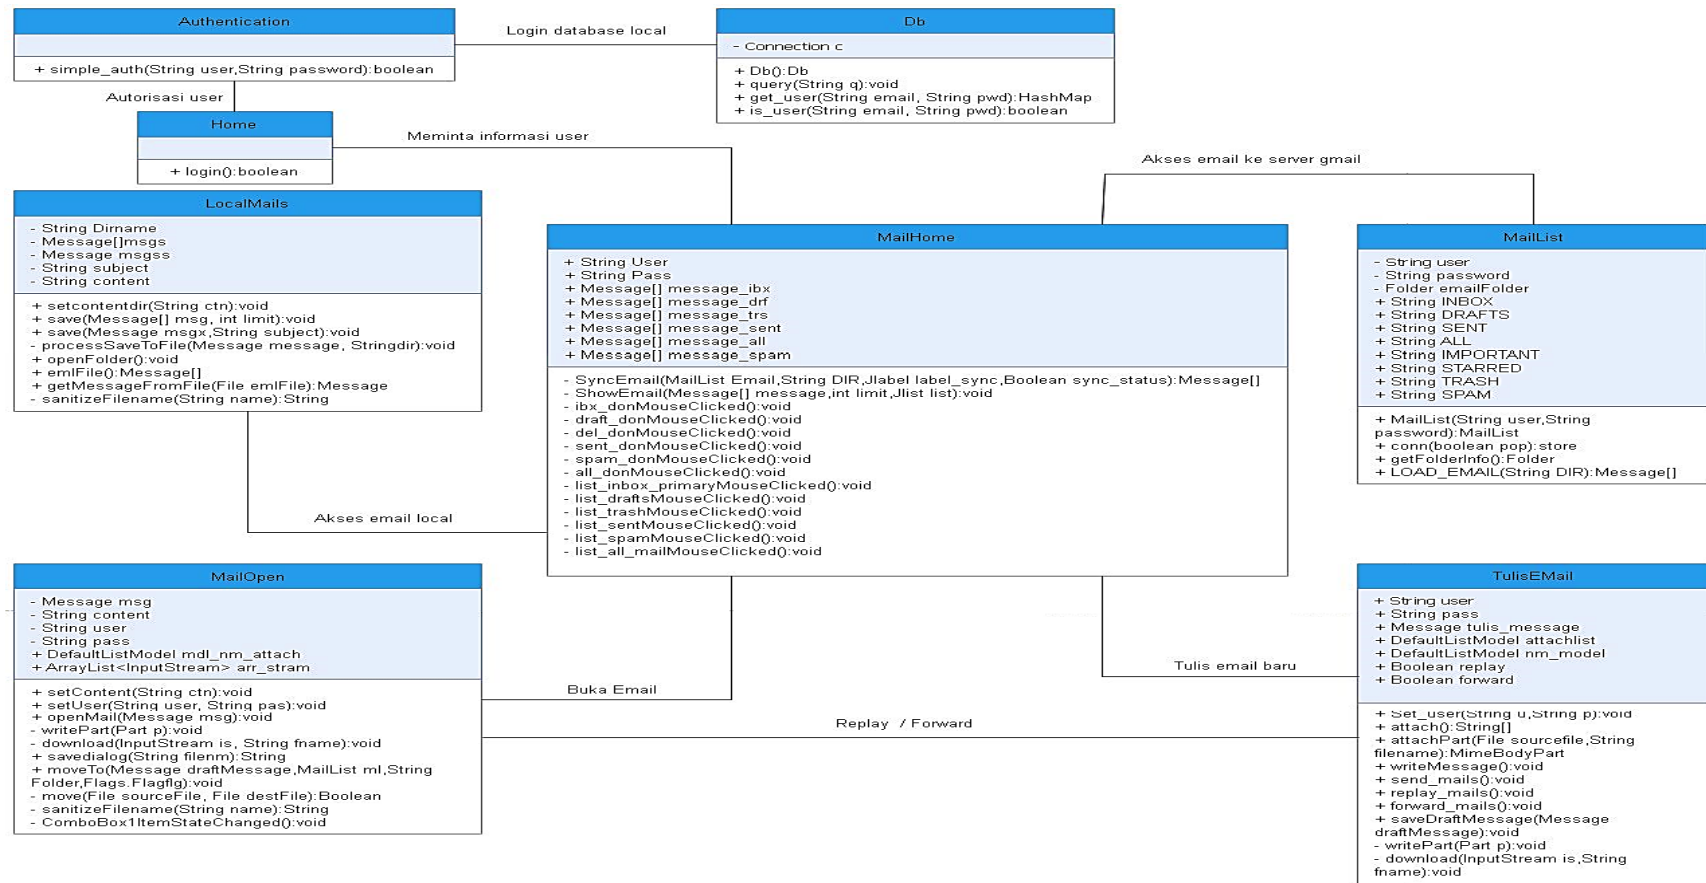 Authentication
+ simple_auth(String user,String password):boolean
Login database local
Db
- Connection c
+ Db():Db
+ query(String q):void
+ get_user(String email, String pwd):HashMap
+ is_user(String email, String pwd):boolean
Autorisasi user
Home
+ login():boolean
Meminta informasi user
Akses email ke server gmail
LocalMails
- String Dirname
- Message[]msgs
- Message msgss
- String subject
- String content
+ setcontentdir(String ctn):void
+ save(Message[] msg, int limit):void
+ save(Message msgx,String subject):void
- processSaveToFile(Message message, Stringdir):void
+ openFolder():void
+ emlFile():Message[]
+ getMessageFromFile(File emlFile):Message
- sanitizeFilename(String name):String
MailHome
+ String User
+ String Pass
+ Message[] message_ibx
+ Message[] message_drf
+ Message[] message_trs
+ Message[] message_sent
+ Message[] message_all
+ Message[] message_spam
- SyncEmail(MailList Email,String DIR,Jlabel label_sync,Boolean sync_status):Message[]
- ShowEmail(Message[] message,int limit,Jlist list):void
- ibx_donMouseClicked():void
- draft_donMouseClicked():void
- del_donMouseClicked():void
- sent_donMouseClicked():void
- spam_donMouseClicked():void
- all_donMouseClicked():void
- list_inbox_primaryMouseClicked():void
- list_draftsMouseClicked():void
- list_trashMouseClicked():void
- list_sentMouseClicked():void
- list_spamMouseClicked():void
- list_all_mailMouseClicked():void
MailList
- String user
- String password
- Folder emailFolder
+ String INBOX
+ String DRAFTS
+ String SENT
+ String ALL
+ String IMPORTANT
+ String STARRED
+ String TRASH
+ String SPAM
+ MailList(String user,String
password):MailList
+ conn(boolean pop):store
+ getFolderInfo():Folder
+ LOAD_EMAIL(String DIR):Message[]
Akses email local
MailOpen
- Message msg
- String content
- String user
- String pass
+ DefaultListModel mdl_nm_attach
+ ArrayList<InputStream> arr_stram
+ setContent(String ctn):void
+ setUser(String user, String pas):void
+ openMail(Message msg):void
- writePart(Part p):void
- download(InputStream is, String fname):void
+ savedialog(String filenm):String
+ moveTo(Message draftMessage,MailList ml,String
Folder,Flags.Flagflg):void
- move(File sourceFile, File destFile):Boolean
- sanitizeFilename(String name):String
- ComboBox1ItemStateChanged():void
Buka Email
Tulis email baru
Replay / Forward
TulisEMail
+ String user
+ String pass
+ Message tulis_message
+ DefaultListModel attachlist
+ DefaultListModel nm_model
+ Boolean replay
+ Boolean forward
+ Set_user(String u,String p):void
+ attach():String[]
+ attachPart(File sourcefile,String
filename):MimeBodyPart
+ writeMessage():void
+ send_mails():void
+ replay_mails():void
+ forward_mails():void
+ saveDraftMessage(Message
draftMessage):void
- writePart(Part p):void
- download(InputStream is,String
fname):void